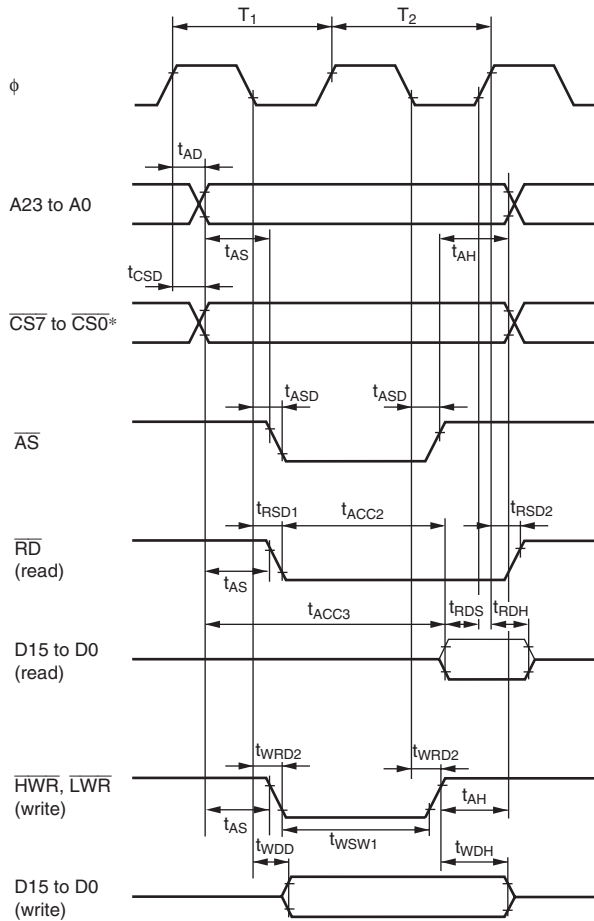 T1 T2
φ
tAD
A23 to A0
tAS tAH
tCSD
CS7 to CS0*
tASD tASD
AS
tRSD1 tACC2 tRSD2
RD
(read)
tAS
tACC3 tRDS tRDH
D15 to D0
(read)
tWRD2 tWRD2
HWR, LWR
(write)
tAS tAH
tWDD tWSW1 tWDH
D15 to D0
(write)